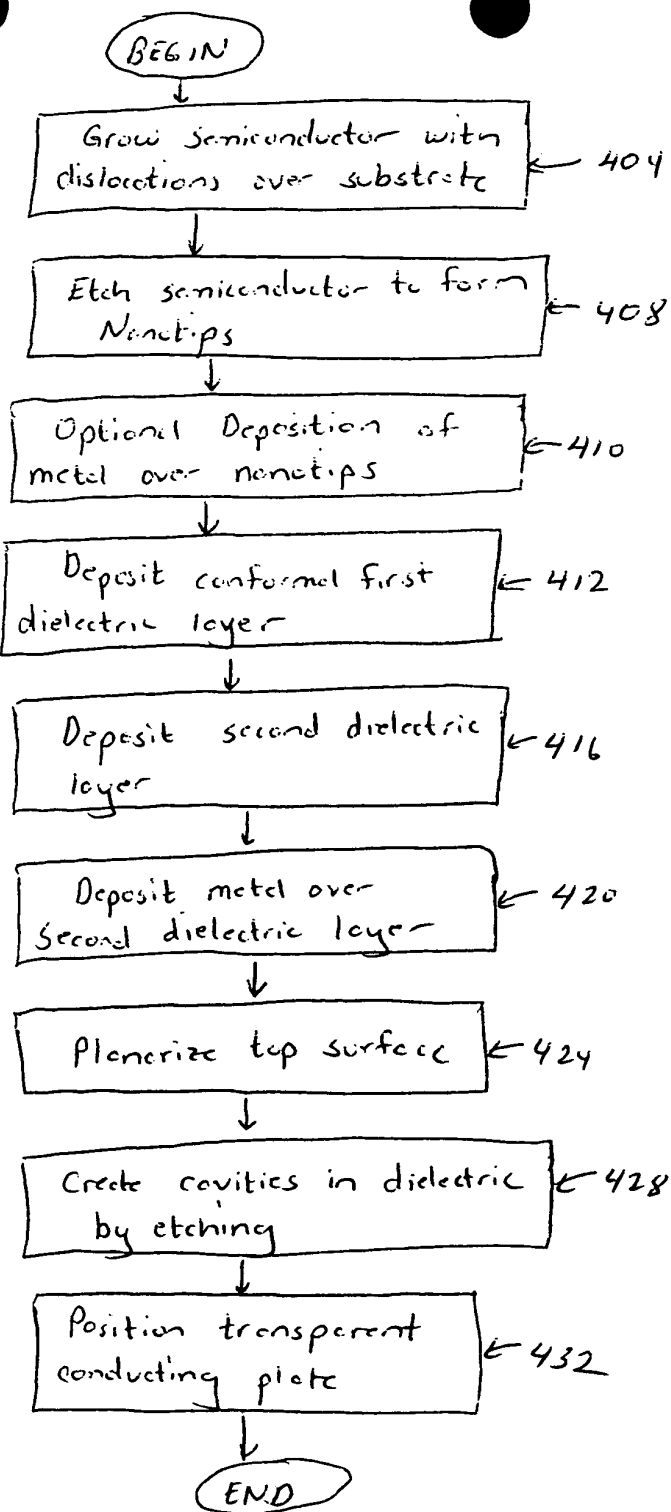 BEGIN
Grow semiconductor with
dislocations over substrate
404
Etch semiconductor to form
Nanotips
408
Optional Deposition of
metal over nanotips
410
Deposit conformal first
dielectric layer
412
Deposit second dielectric
layer
416
Deposit metal over
second dielectric layer
420
Planarize top surface
424
Create cavities in dielectric
by etching
428
Position transparent
conducting plate
432
END